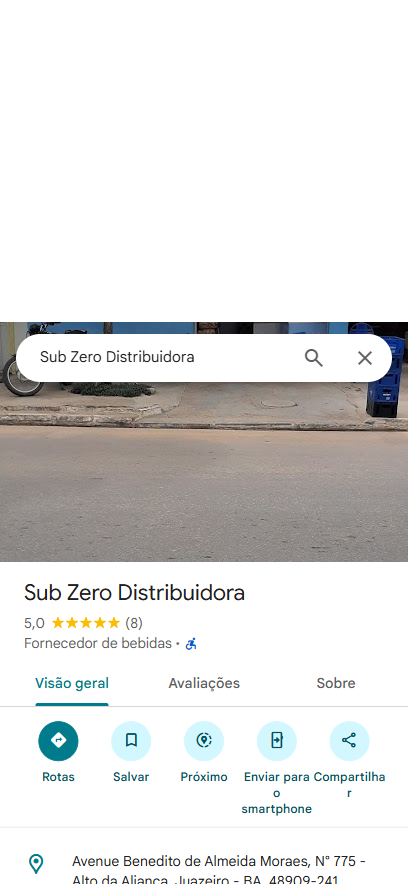 Sub Zero Distribuidora
Sub Zero Distribuidora
5,0 (8)
Fornecedor de bebidas ·
Visão geral
Avaliações
Sobre
Rotas
Salvar
Próximo
Enviar para o smartphone
Compartilhar
Avenue Benedito de Almeida Moraes, N° 775 -
Alto da Aliança, Juazeiro - BA, 48909-241